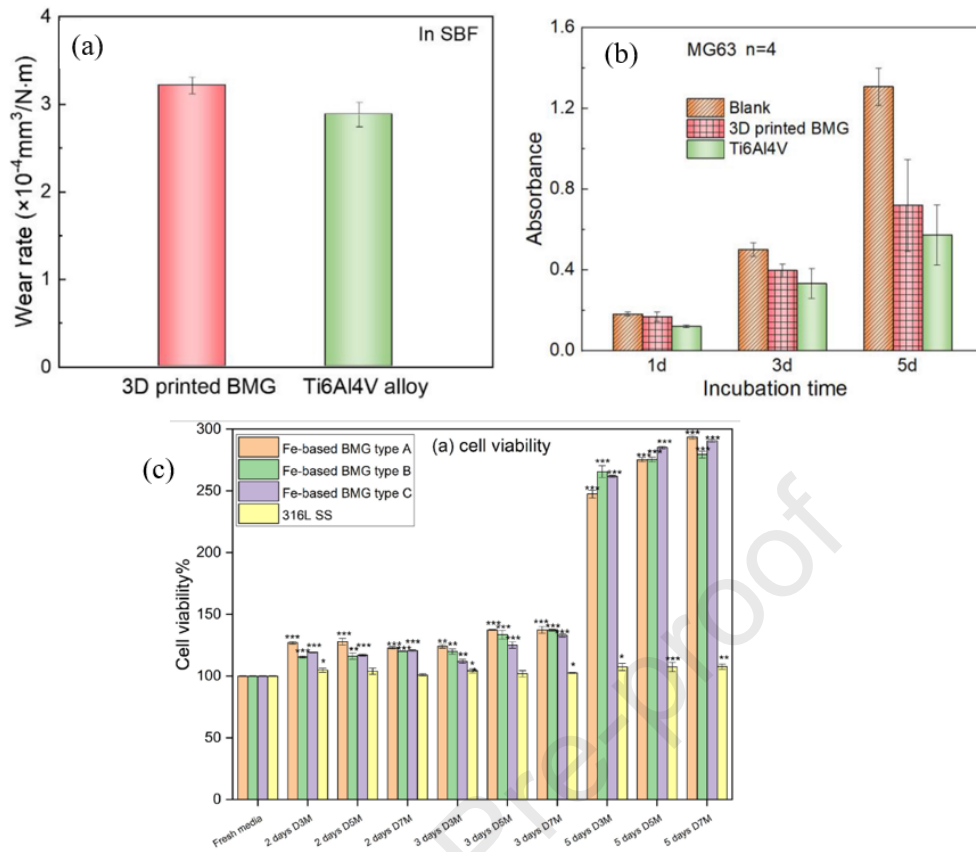 (a)
In SBF
4
3
2
1
0
Wear rate (×10⁻⁴mm³/N·m)
3D printed BMG
Ti6Al4V alloy
(b)
MG63 n=4
Blank
3D printed BMG
Ti6Al4V
1.6
1.2
0.8
0.4
0.0
Absorbance
1d
3d
5d
Incubation time
(c)
(a) cell viability
Fe-based BMG type A
Fe-based BMG type B
Fe-based BMG type C
316L SS
300
250
200
150
100
50
0
Cell viability%
Fresh media
2 days D3M
2 days D5M
2 days D7M
3 days D3M
3 days D5M
3 days D7M
5 days D3M
5 days D5M
5 days D7M
Pre-proof